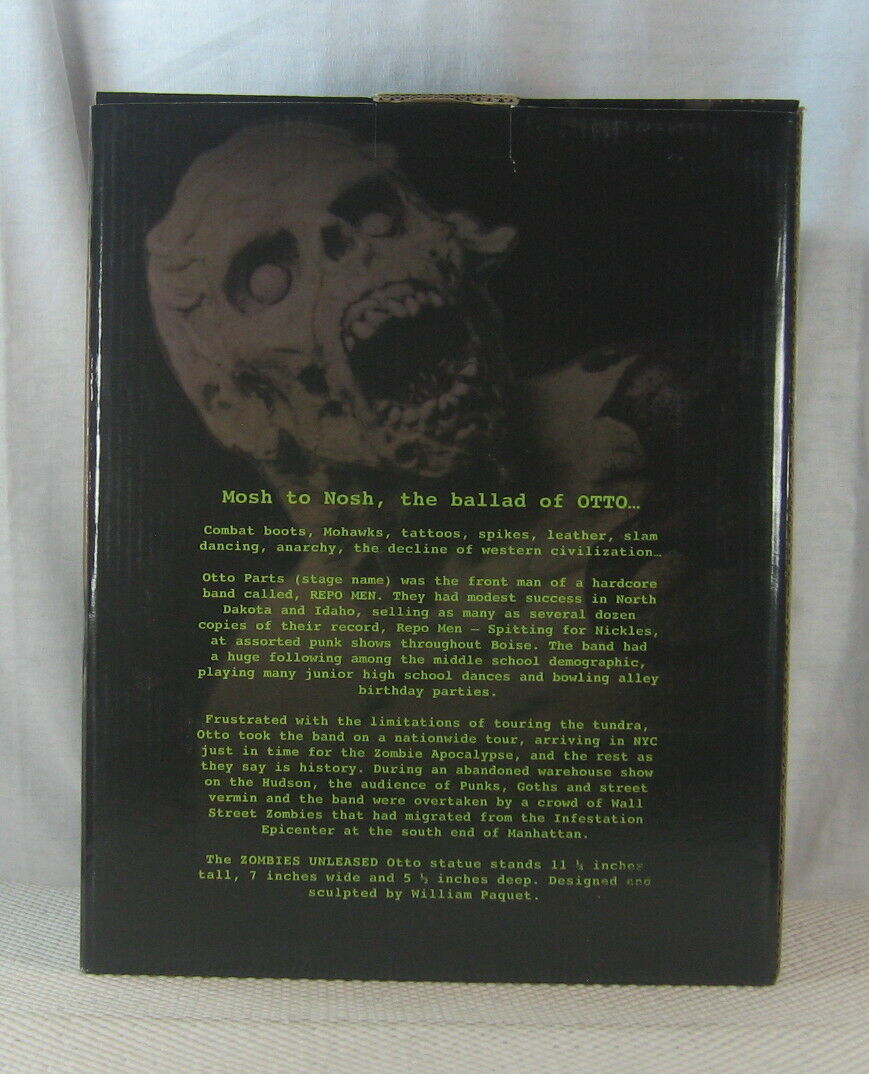 Mosh to Nosh, the ballad of OTTO…
Combat boots, Mohawks, tattoos, spikes, leather, slam
dancing, anarchy, the decline of western civilization…
Otto Parts (stage name) was the front man of a hardcore
band called, REPO MEN. They had modest success in North
Dakota and Idaho, selling as many as several dozen
copies of their record, Repo Men – Spitting for Nickles,
at assorted punk shows throughout Boise. The band had
a huge following among the middle school demographic,
playing many junior high school dances and bowling alley
birthday parties.
Frustrated with the limitations of touring the tundra,
Otto took the band on a nationwide tour, arriving in NYC
just in time for the Zombie Apocalypse, and the rest as
they say is history. During an abandoned warehouse show
on the Hudson, the audience of Punks, Goths and street
vermin and the band were overtaken by a crowd of Wall
Street Zombies that had migrated from the Infestation
Epicenter at the south end of Manhattan.
The ZOMBIES UNLEASED Otto statue stands 11 ¼ inches
tall, 7 inches wide and 5 ½ inches deep. Designed and
sculpted by William Paquet.